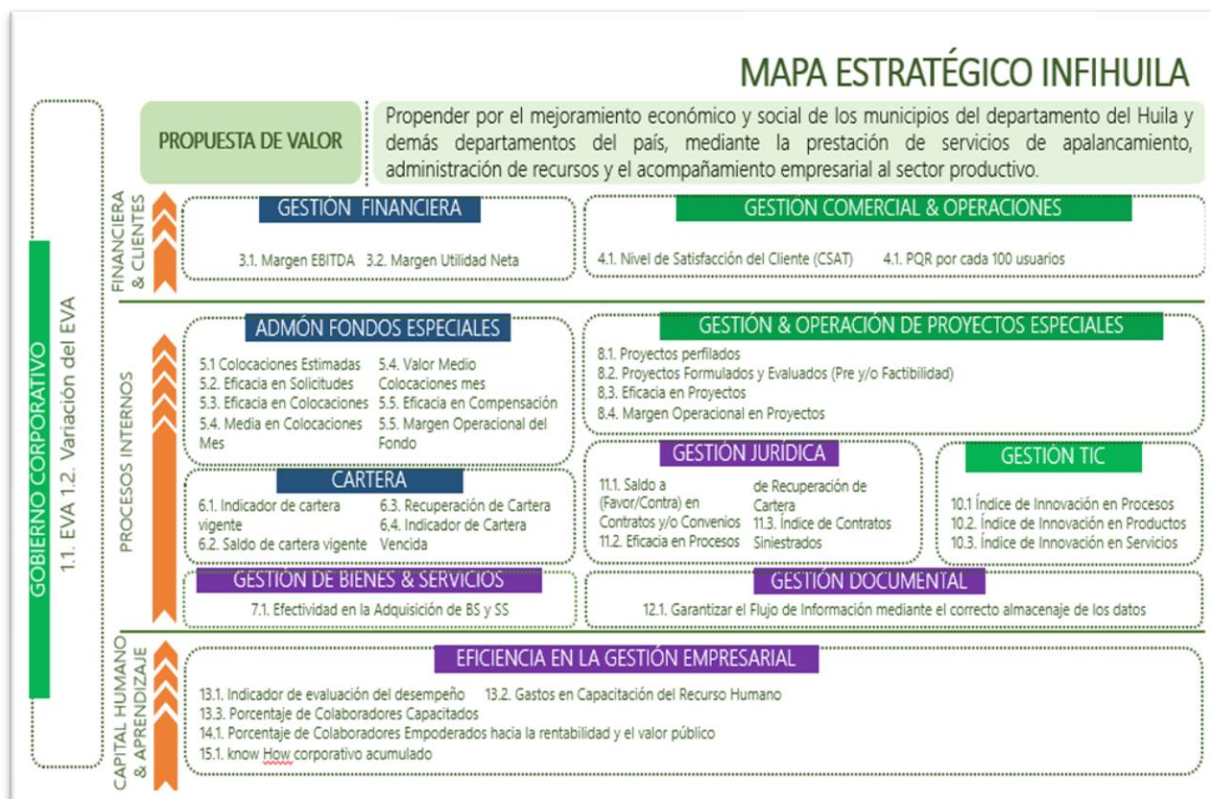 MAPA ESTRATÉGICO INFIHUILA
PROPUESTA DE VALOR
Propender por el mejoramiento económico y social de los municipios del departamento del Huila y
demás departamentos del país, mediante la prestación de servicios de apalancamiento,
administración de recursos y el acompañamiento empresarial al sector productivo.
GOBIERNO CORPORATIVO
1.1. EVA 1.2. Variación del EVA
FINANCIERA
& CLIENTES
GESTIÓN FINANCIERA
3.1. Margen EBITDA 3.2. Margen Utilidad Neta
GESTIÓN COMERCIAL & OPERACIONES
4.1. Nivel de Satisfacción del Cliente (CSAT) 4.1. PQR por cada 100 usuarios
PROCESOS INTERNOS
ADMÓN FONDOS ESPECIALES
5.1 Colocaciones Estimadas
5.2. Eficacia en Solicitudes
5.3. Eficacia en Colocaciones
5.4. Media en Colocaciones
Mes
5.4. Valor Medio
Colocaciones mes
5.5. Eficacia en Compensación
5.5. Margen Operacional del
Fondo
GESTIÓN & OPERACIÓN DE PROYECTOS ESPECIALES
8.1. Proyectos perfilados
8.2. Proyectos Formulados y Evaluados (Pre y/o Factibilidad)
8,3. Eficacia en Proyectos
8.4. Margen Operacional en Proyectos
CARTERA
6.1. Indicador de cartera
vigente
6.2. Saldo de cartera vigente
6.3. Recuperación de Cartera
6,4. Indicador de Cartera
Vencida
GESTIÓN JURÍDICA
11.1. Saldo a
(Favor/Contra) en
Contratos y/o Convenios
11.2. Eficacia en Procesos
de Recuperación de
Cartera
11.3. Índice de Contratos
Siniestrados
GESTIÓN TIC
10.1 Índice de Innovación en Procesos
10.2. Índice de Innovación en Productos
10.3. Índice de Innovación en Servicios
GESTIÓN DE BIENES & SERVICIOS
7.1. Efectividad en la Adquisición de BS y SS
GESTIÓN DOCUMENTAL
12.1. Garantizar el Flujo de Información mediante el correcto almacenaje de los datos
CAPITAL HUMANO
& APRENDIZAJE
EFICIENCIA EN LA GESTIÓN EMPRESARIAL
13.1. Indicador de evaluación del desempeño 13.2. Gastos en Capacitación del Recurso Humano
13.3. Porcentaje de Colaboradores Capacitados
14.1. Porcentaje de Colaboradores Empoderados hacia la rentabilidad y el valor público
15.1. know How corporativo acumulado